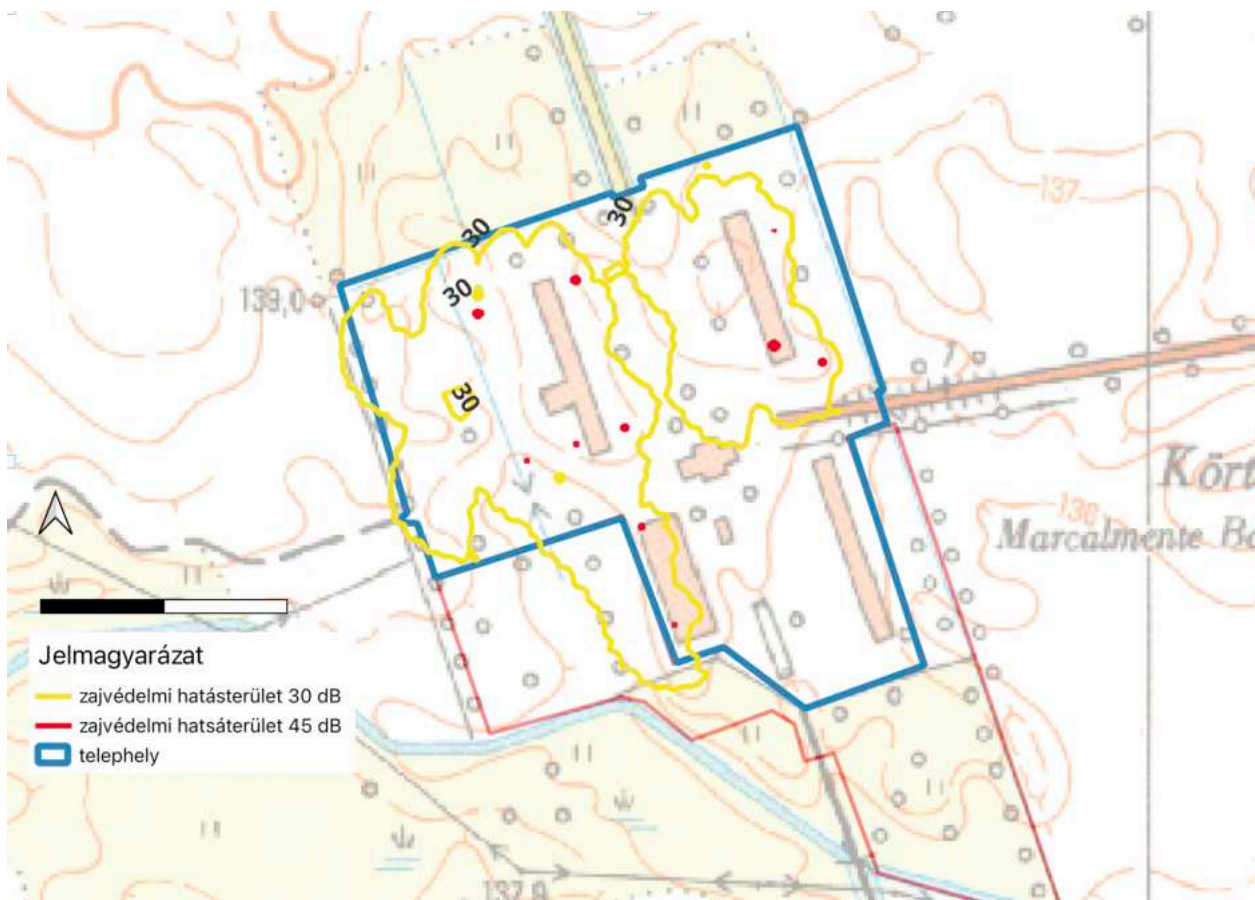 137
30
30
139,0
30
30
7
Kört
136
Marcalmente Bo
Jelmagyarázat
zajvédelmi hatásterület 30 dB
zajvédelmi hatsáterület 45 dB
telephely
137,9